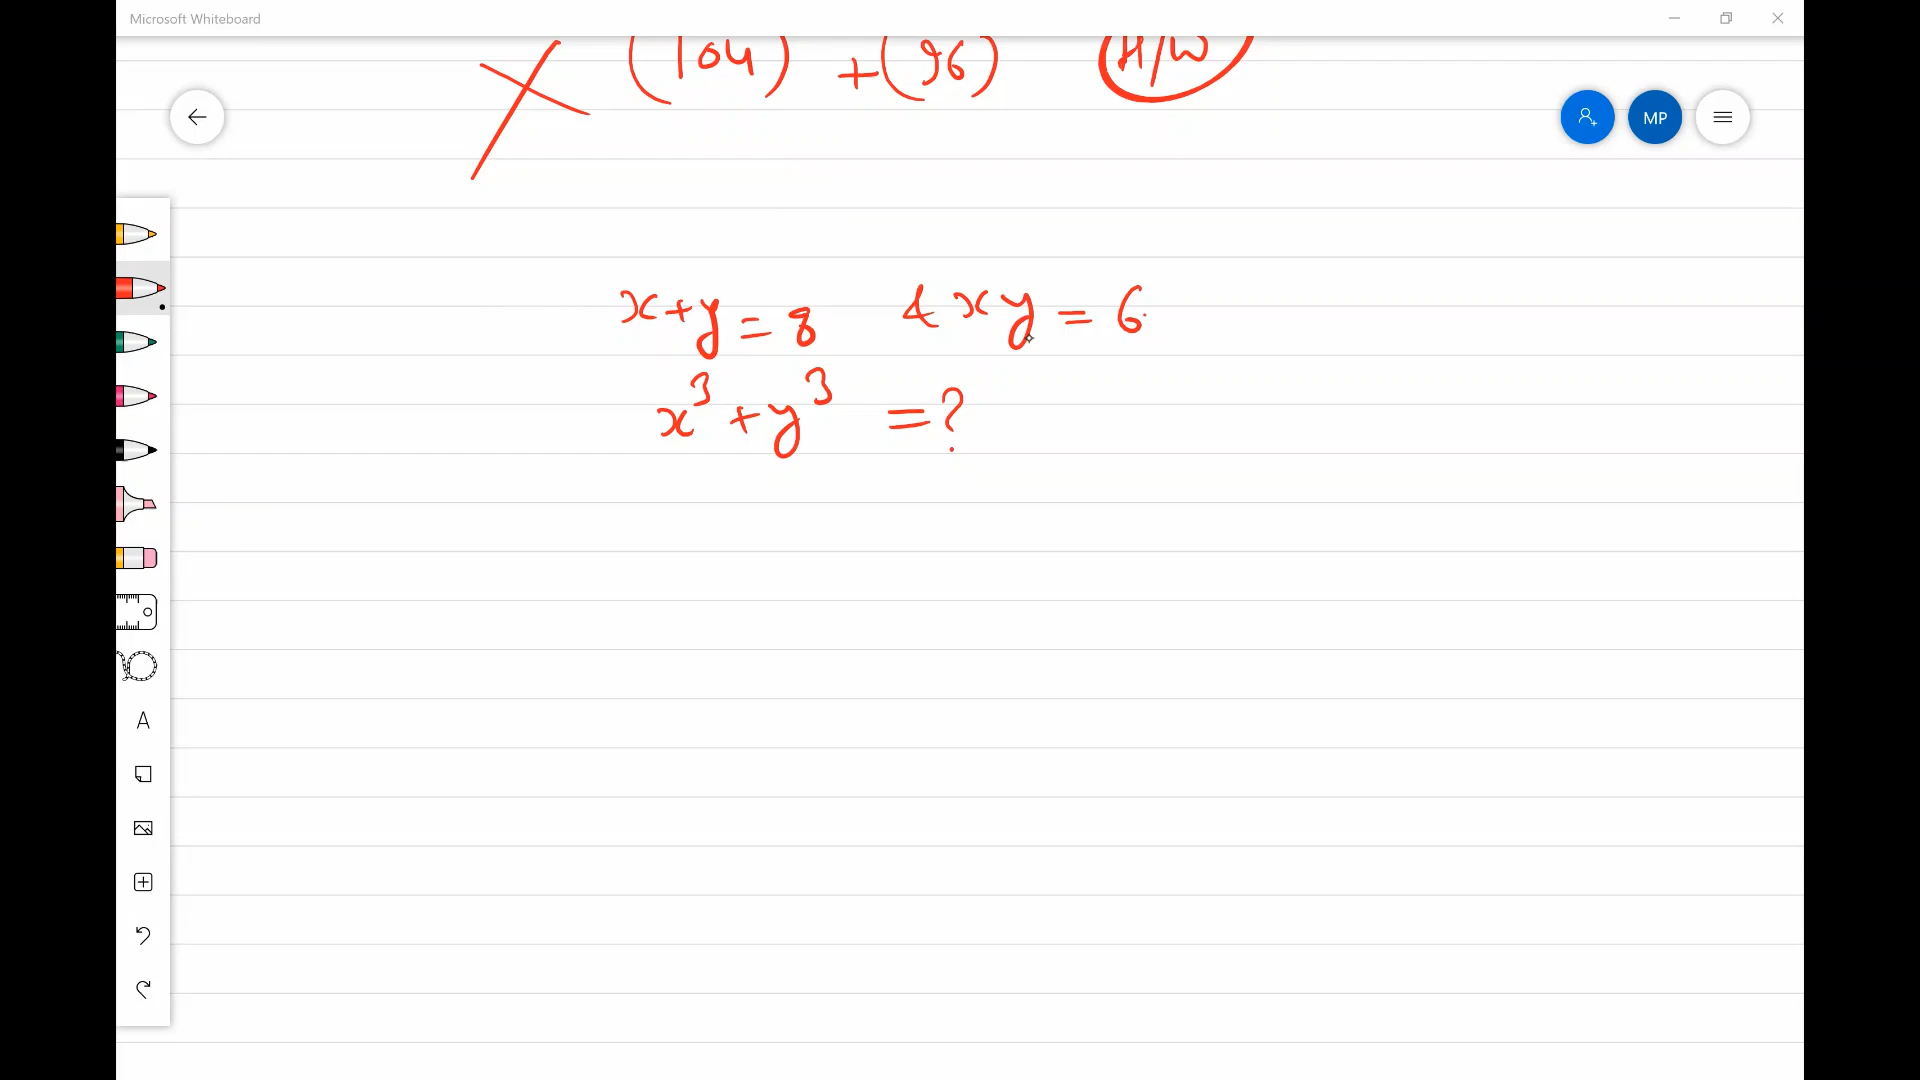 Microsoft Whiteboard
(104) + (96) H/W
MP
x+y = 8 & xy = 6
x³ + y³ = ?
A